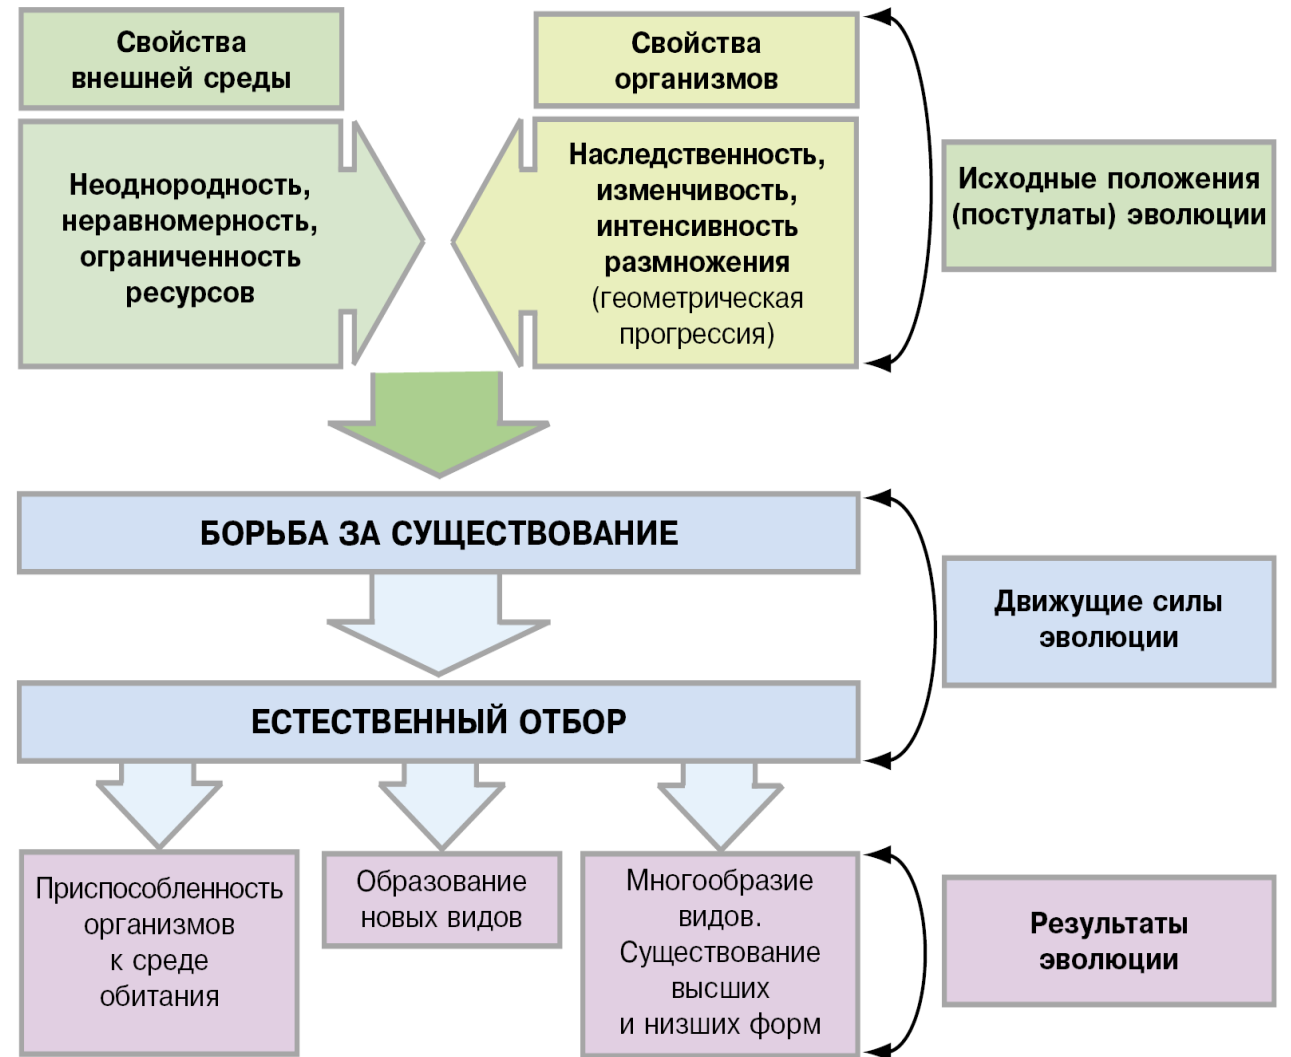 Свойства
внешней среды
Свойства
организмов
Неоднородность,
неравномерность,
ограниченность
ресурсов
Наследственность,
изменчивость,
интенсивность
размножения
(геометрическая
прогрессия)
Исходные положения
(постулаты) эволюции
БОРЬБА ЗА СУЩЕСТВОВАНИЕ
Движущие силы
эволюции
ЕСТЕСТВЕННЫЙ ОТБОР
Приспособленность
организмов
к среде
обитания
Образование
новых видов
Многообразие
видов.
Существование
высших
и низших форм
Результаты
эволюции